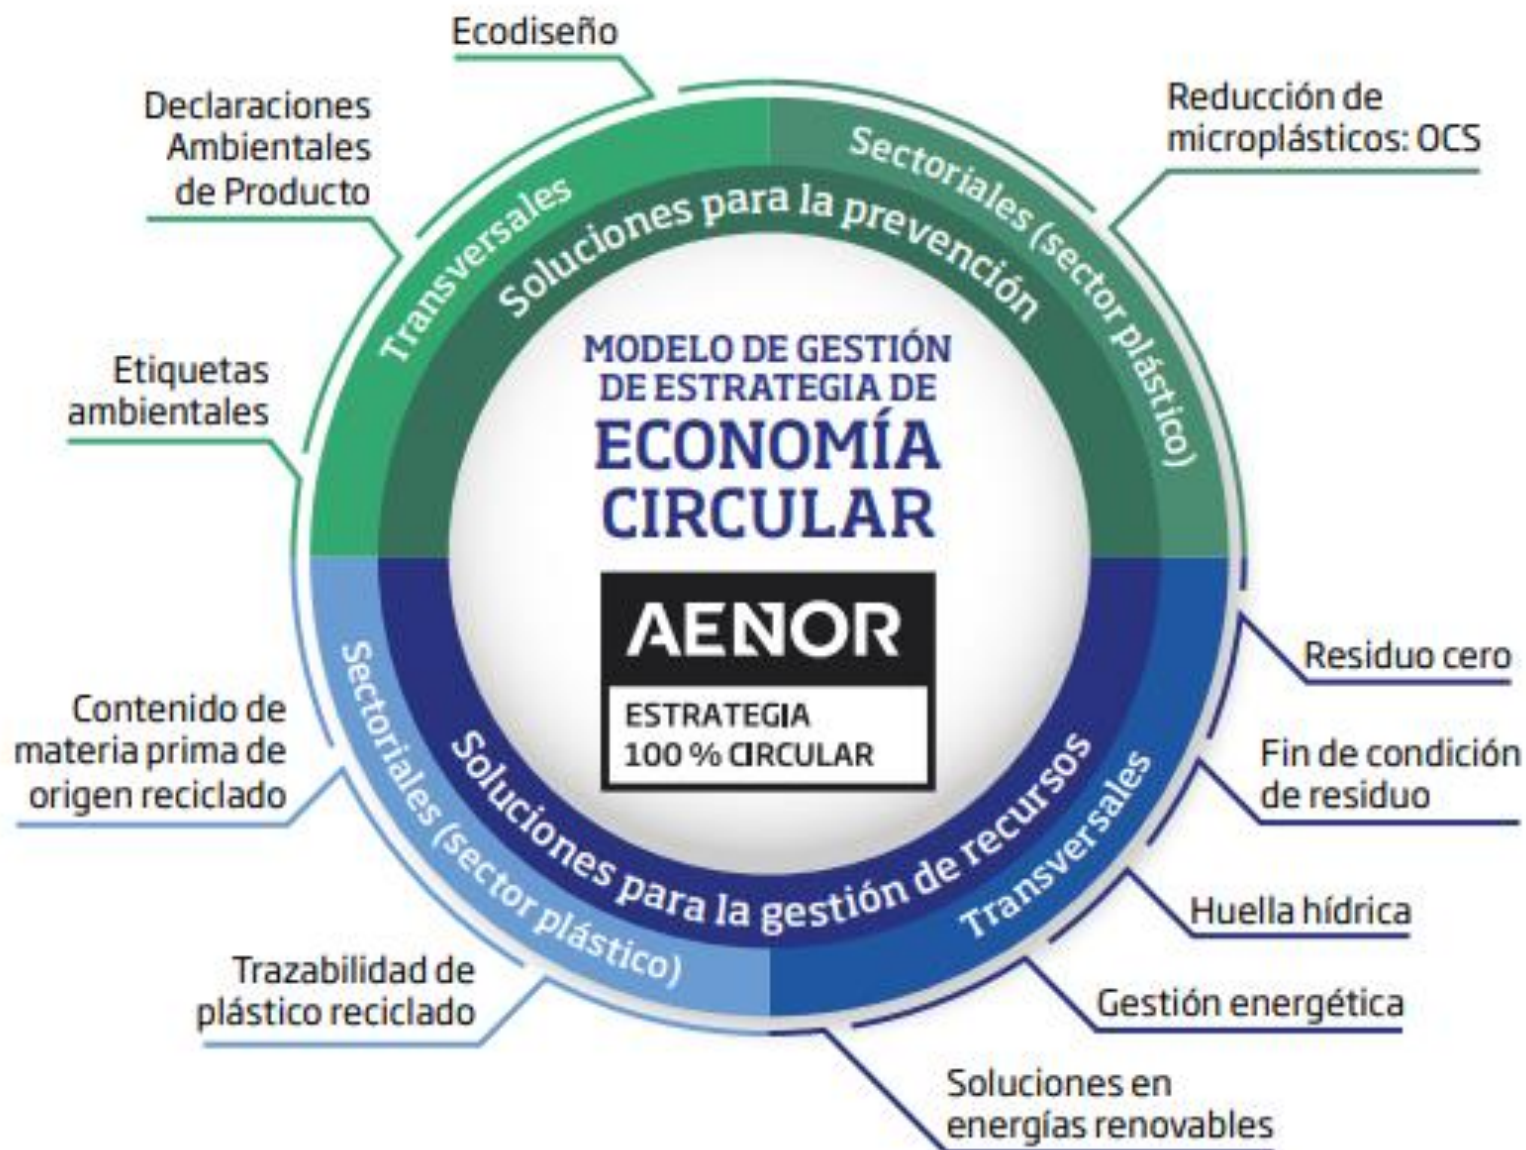 Ecodiseño
Declaraciones
Ambientales
de Producto
Etiquetas
ambientales
Reducción de
microplásticos: OCS
Transversales
Sectoriales (sector plástico)
Soluciones para la prevención
MODELO DE GESTIÓN
DE ESTRATEGIA DE
ECONOMÍA
CIRCULAR
AENOR
ESTRATEGIA
100 % CIRCULAR
Soluciones para la gestión de recursos
Sectoriales (sector plástico)
Transversales
Contenido de
materia prima de
origen reciclado
Trazabilidad de
plástico reciclado
Residuo cero
Fin de condición
de residuo
Huella hídrica
Gestión energética
Soluciones en
energías renovables